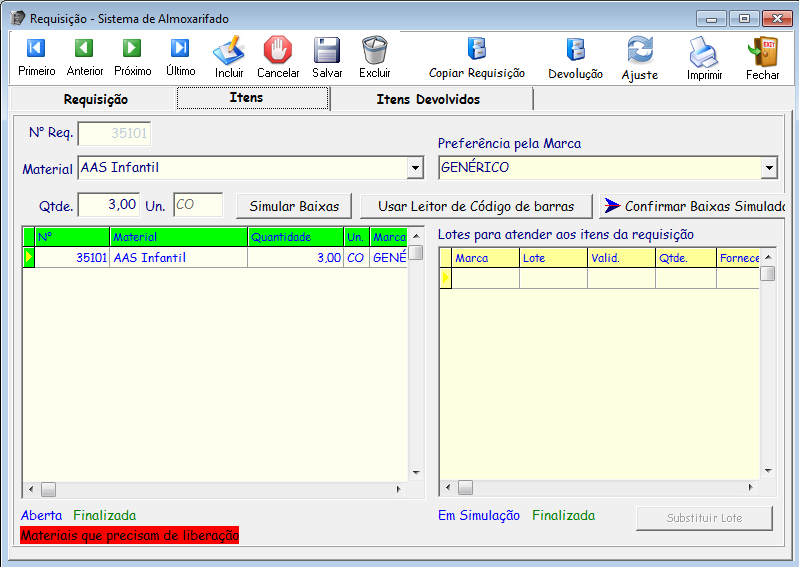 Requisição - Sistema de Almoxarifado
Primeiro Anterior Próximo Último Incluir Cancelar Salvar Excluir Copiar Requisição Devolução Ajuste Imprimir Fechar
Requisição Itens Itens Devolvidos
Nº Req. 35101
Preferência pela Marca
Material AAS Infantil GENÉRICO
Qtde. 3,00 Un. CO Simular Baixas Usar Leitor de Código de barras Confirmar Baixas Simulada
Lotes para atender aos itens da requisição
Nº Material Quantidade Un. Marca
35101 AAS Infantil 3,00 CO GENÉ
Marca Lote Valid. Qtde. Fornece
Aberta Finalizada
Em Simulação Finalizada Substituir Lote
Materiais que precisam de liberação